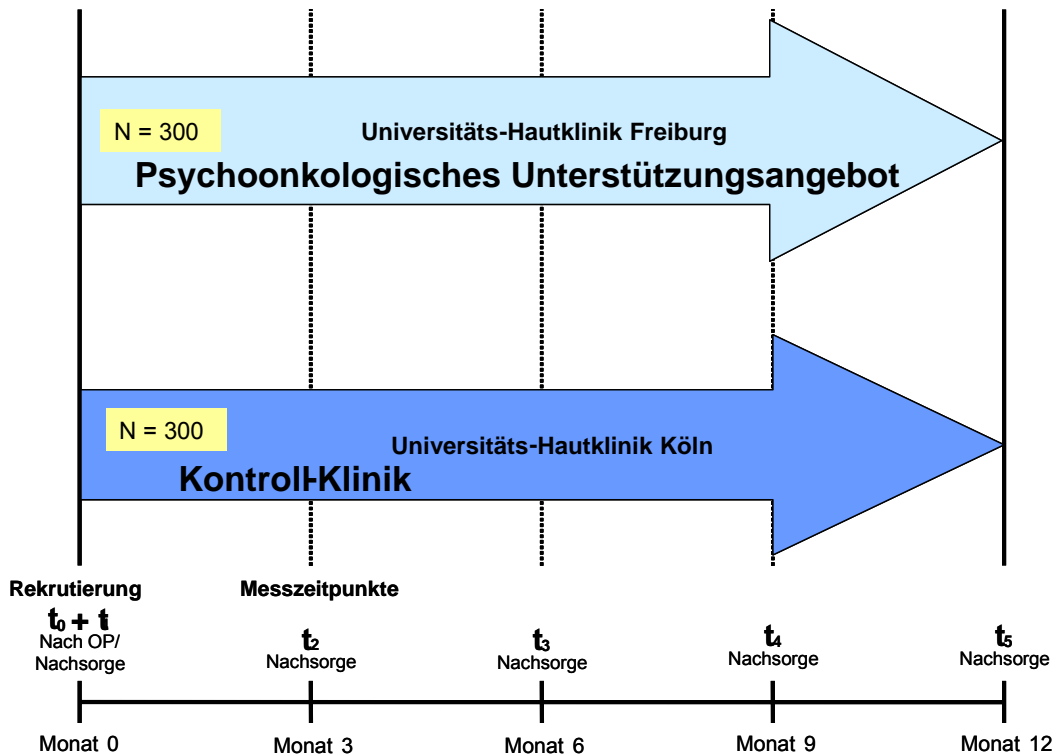 N = 300
Universitäts-Hautklinik Freiburg
Psychoonkologisches Unterstützungsangebot
N = 300
Universitäts-Hautklinik Köln
Kontroll-Klinik
Rekrutierung
t0 + t1
Nach OP/
Nachsorge
Messzeitpunkte
t2
Nachsorge
t3
Nachsorge
t4
Nachsorge
t5
Nachsorge
Monat 0
Monat 3
Monat 6
Monat 9
Monat 12